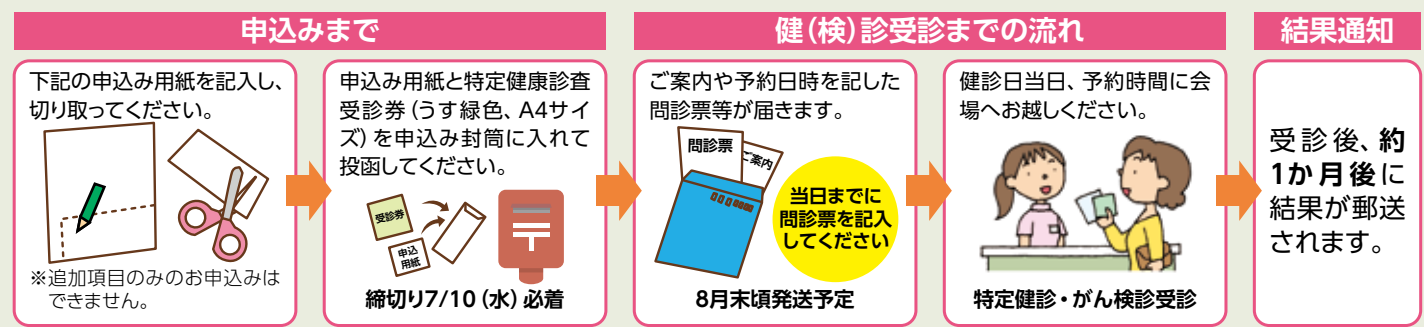 申込みまで
下記の申込み用紙を記入し、
切り取ってください。
※追加項目のみのお申込みは
できません。
申込み用紙と特定健康診査
受診券(うす緑色、A4サイ
ズ)を申込み封筒に入れて
投函してください。
受診券
申込
用紙
締切り7/10(水)必着
健(検)診受診までの流れ
ご案内や予約日時を記した
問診票等が届きます。
問診票
ご案内
当日までに
問診票を記入
してください
8月末頃発送予定
健診日当日、予約時間に会
場へお越しください。
特定健診・がん検診受診
結果通知
受診後、約
1か月後に
結果が郵送
されます。